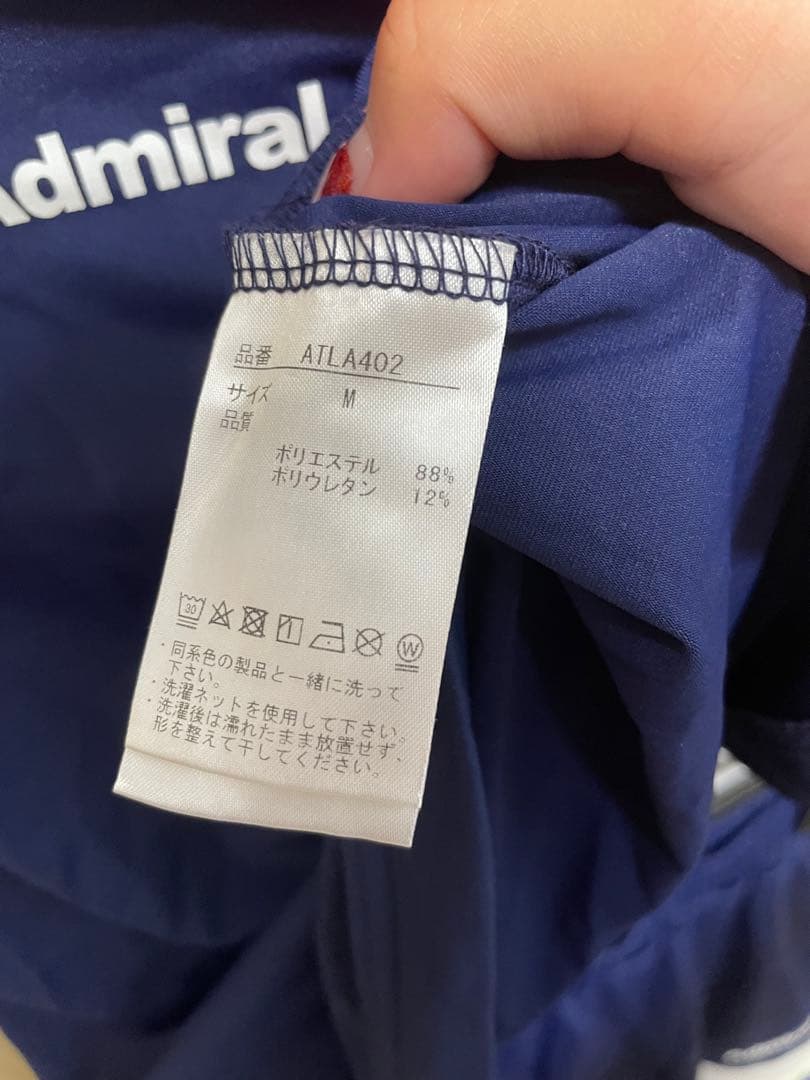 Admiral
品番 ATLA402
サイズ M
品質
ポリエステル 88%
ポリウレタン 12%
30
W
・同系色の製品と一緒に洗って
下さい。
・洗濯ネットを使用して下さい。
・洗濯後は濡れたまま放置せず、
形を整えて干してください。